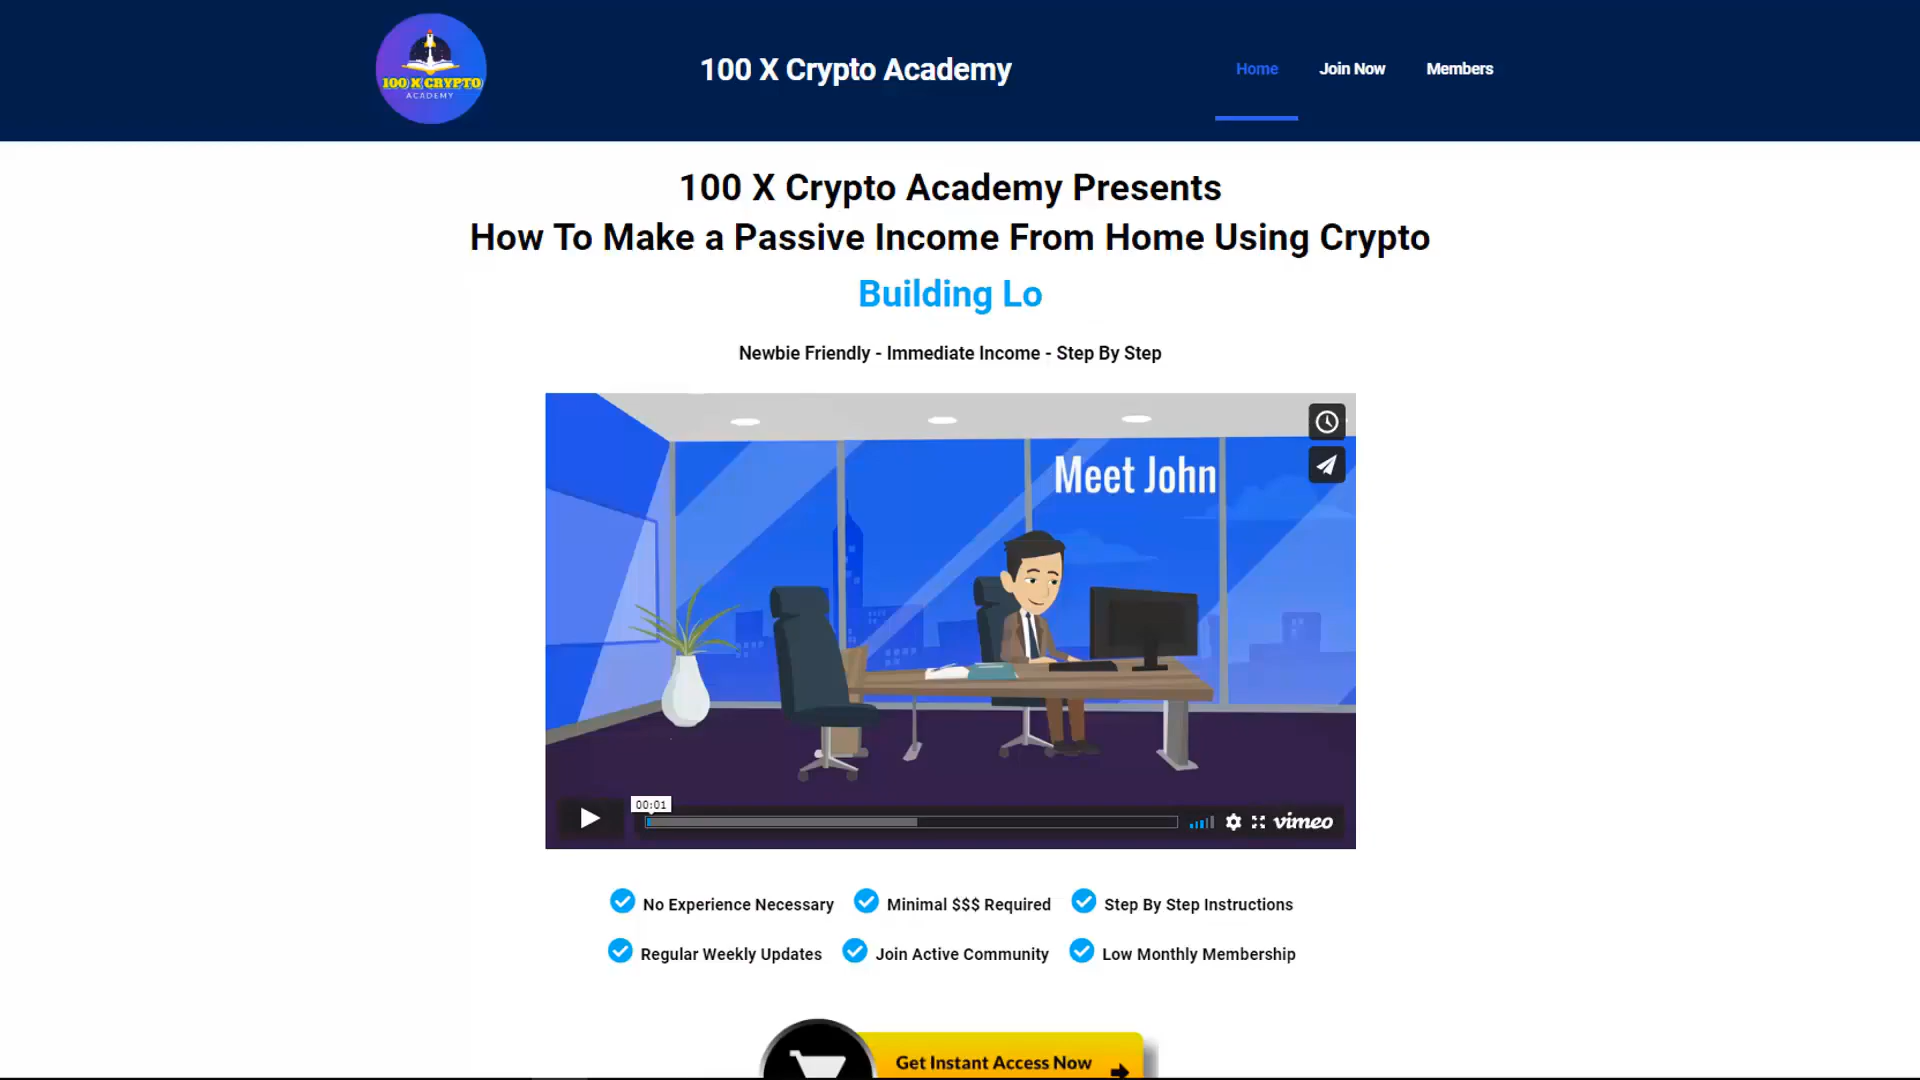 100 X CRYPTO
ACADEMY
100 X Crypto Academy
Home
Join Now
Members
100 X Crypto Academy Presents
How To Make a Passive Income From Home Using Crypto
Building Lo
Newbie Friendly - Immediate Income - Step By Step
Meet John
00:01
vimeo
No Experience Necessary
Minimal $$$ Required
Step By Step Instructions
Regular Weekly Updates
Join Active Community
Low Monthly Membership
Get Instant Access Now